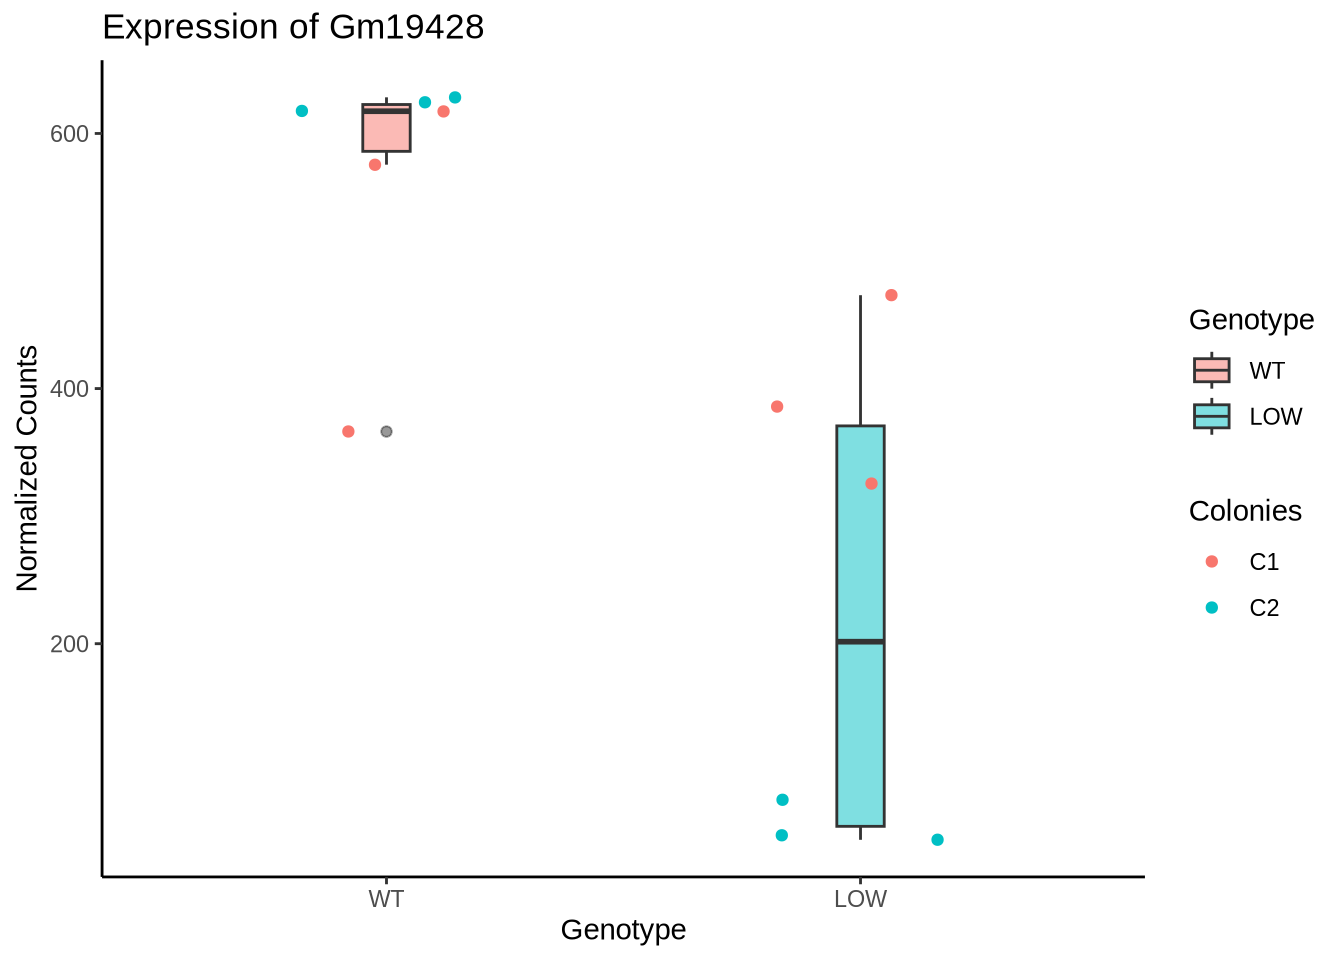 Expression of Gm19428
Normalized Counts
600
400
200
WT
LOW
Genotype
Genotype
WT
LOW
Colonies
C1
C2